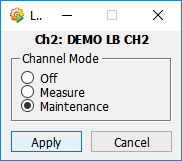 L..
Ch2: DEMO LB CH2
Channel Mode
Off
Measure
Maintenance
Apply Cancel